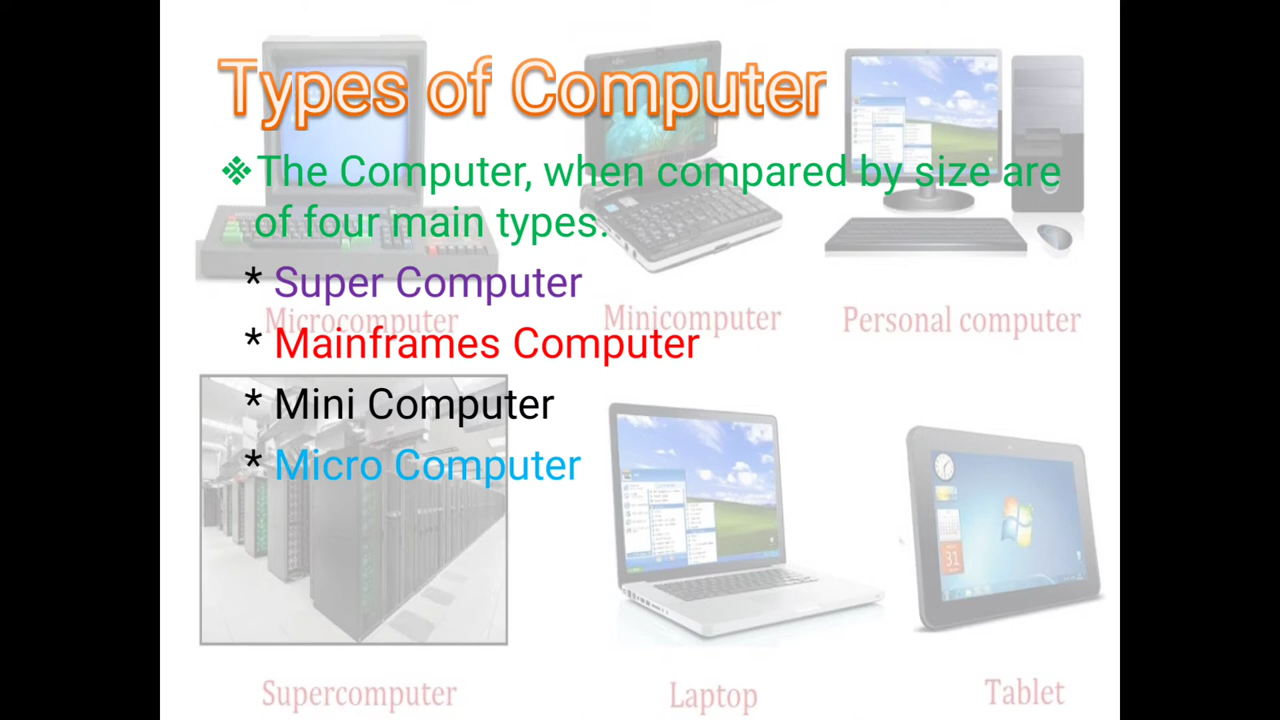 Types of Computer
❖The Computer, when compared by size are
of four main types.
* Super Computer
Microcomputer
Minicomputer
Personal computer
* Mainframes Computer
* Mini Computer
* Micro Computer
31
Supercomputer
Laptop
Tablet